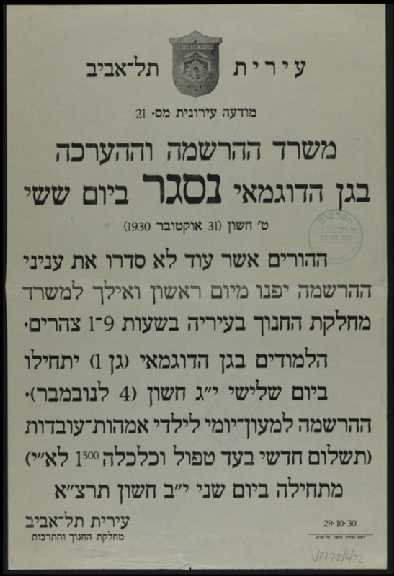 עירית תל־אביב
מודעה עירונית מס. 21
משרד ההרשמה וההערכה
בגן הדוגמאי נסגר ביום ששי
ט' חשון (31 אוקטובר 1930)
ההורים אשר עוד לא סדרו את עניני
ההרשמה יפנו מיום ראשון ואילך למשרד
מחלקת החנוך בעיריה בשעות 9־1 צהרים.
הלמודים בגן הדוגמאי (גן 1) יתחילו
ביום שלישי י"ג חשון (4 לנובמבר).
ההרשמה למעון־יומי לילדי אמהות־עובדות
(תשלום חדשי בעד טפול וכלכלה 1500 לא"י)
מתחילה ביום שני י"ב חשון תרצ"א
עירית תל־אביב
מחלקת החנוך והתרבות
29-10-30